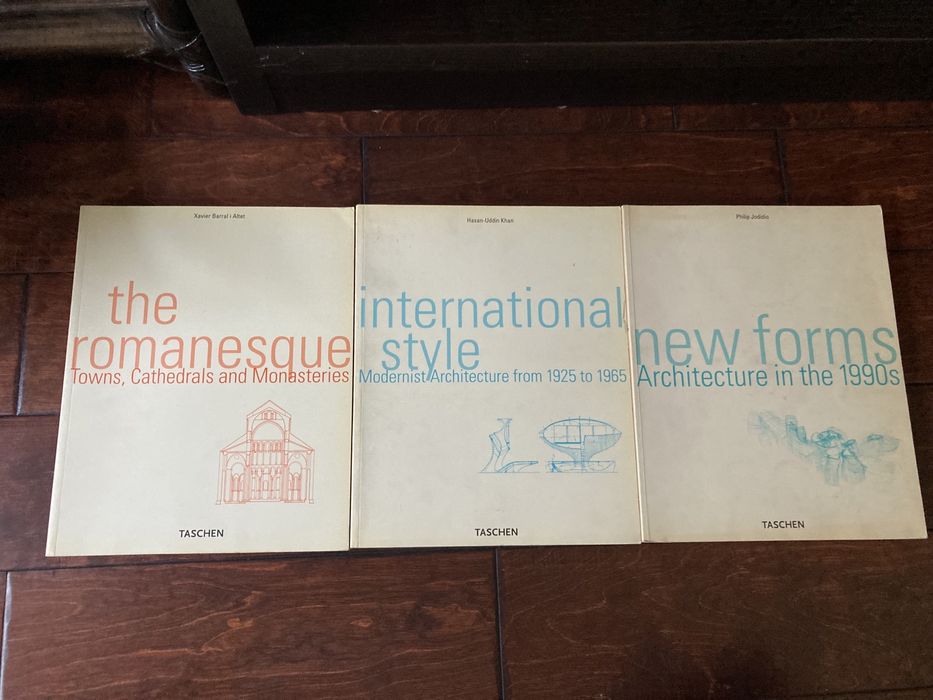 Xavier Barral i Altet
the
romanesque
Towns, Cathedrals and Monasteries
TASCHEN
Hasan-Uddin Khan
international
style
Modernist Architecture from 1925 to 1965
TASCHEN
Philip Jodidio
new forms
Architecture in the 1990s
TASCHEN